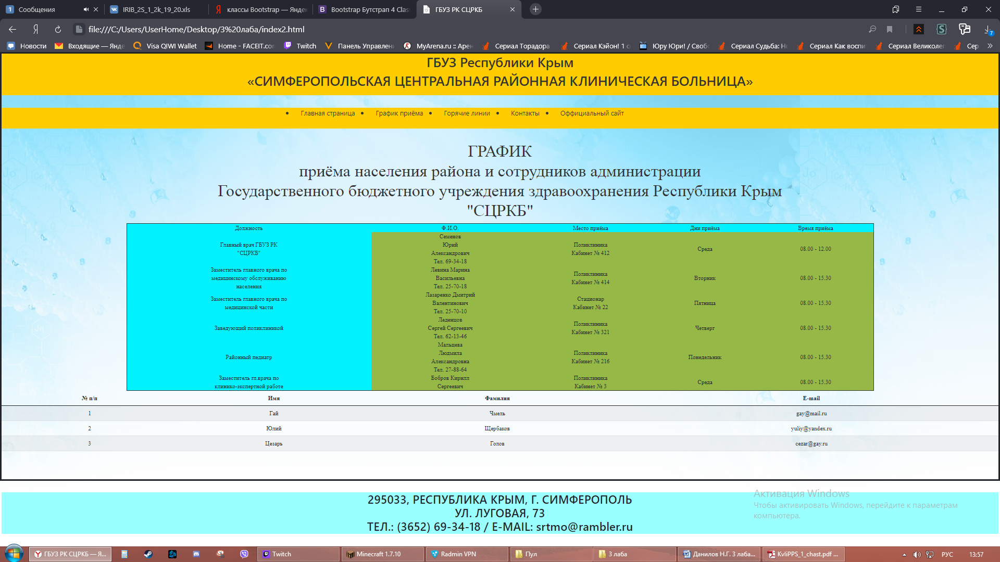 1 Сообщения
IRIB_2S_1_2k_19_20.xls
классы Bootstrap — Яндек
Bootstrap Бутстрап 4 Clas
ГБУЗ РК СЦРКБ
file:///C:/Users/UserHome/Desktop/3%20лаба/index2.html
7
Новости
Входящие — Янде
Visa QIWI Wallet
Home - FACEIT.com
Twitch
Панель Управлени
MyArena.ru :: Арен
Сериал Торадора
Сериал Кэйон! 1 с
Юру Юри! / Своб
Сериал Судьба: Н
Сериал Как воспи
Сериал Великолеп
Сер
ГБУЗ Республики Крым
«СИМФЕРОПОЛЬСКАЯ ЦЕНТРАЛЬНАЯ РАЙОННАЯ КЛИНИЧЕСКАЯ БОЛЬНИЦА»
• Главная страница • График приёма • Горячие линии • Контакты • Оффициальный сайт
ГРАФИК
приёма населения района и сотрудников администрации
Государственного бюджетного учреждения здравоохранения Республики Крым
"СЦРКБ"
Должность Ф.И.О. Место приёма Дни приёма Время приёма
Главный врач ГБУЗ РК
"СЦРКБ"
Семенов
Юрий
Александрович
Тел. 69-34-18
Поликлиника
Кабинет № 412
Среда
08.00 - 12.00
Заместитель главного врача по
медицинскому обслуживанию
населения
Левина Марина
Васильевна
Тел. 25-70-18
Поликлиника
Кабинет № 414
Вторник
08.00 - 15.30
Заместитель главного врача по
медицинской части
Лазаренко Дмитрий
Валентинович
Тел. 25-70-10
Стационар
Кабинет № 22
Пятница
08.00 - 15.30
Заведующий поликлиникой
Леденцов
Сергей Сергеевич
Тел. 62-13-46
Поликлиника
Кабинет № 321
Четверг
08.00 - 15.30
Районный педиатр
Мальцева
Людмила
Александровна
Тел. 27-88-64
Поликлиника
Кабинет № 216
Понедельник
08.00 - 15.30
Заместитель гл.врача по
клинико-экспертной работе
Бобров Кирилл
Сергеевич
Поликлиника
Кабинет № 3
Среда
08.00 - 15.30
№ п/п Имя Фамилия E-mail
1 Гай Чмель gay@mail.ru
2 Юлий Щербаков yuliy@yandex.ru
3 Цезарь Голов cezar@gay.ru
295033, РЕСПУБЛИКА КРЫМ, Г. СИМФЕРОПОЛЬ
УЛ. ЛУГОВАЯ, 73
ТЕЛ.: (3652) 69-34-18 / E-MAIL: srtmo@rambler.ru
Активация Windows
Чтобы активировать Windows, перейдите к параметрам
компьютера.
ГБУЗ РК СЦРКБ — Я...
Twitch
Minecraft 1.7.10
Radmin VPN
Пул
3 лаба
Данилов Н.Г. 3 лаба...
KvliPPS_1_chast.pdf ...
РУС
13:57